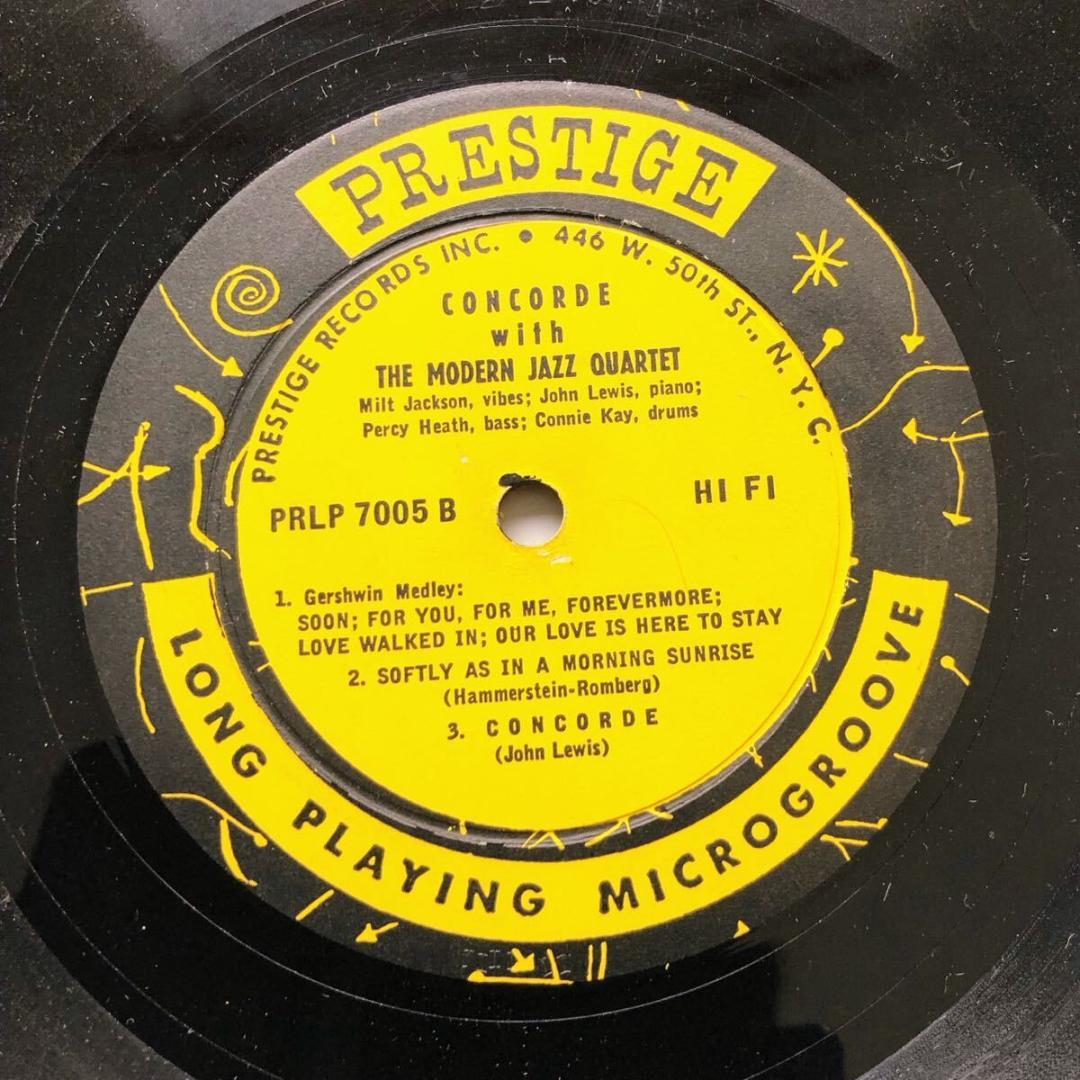 PRESTIGE
PRESTIGE RECORDS INC. • 446 W. 50th ST., N. Y. C.
CONCORDE
with
THE MODERN JAZZ QUARTET
Milt Jackson, vibes; John Lewis, piano;
Percy Heath, bass; Connie Kay, drums
PRLP 7005 B
HI FI
1. Gershwin Medley:
SOON; FOR YOU, FOR ME, FOREVERMORE;
LOVE WALKED IN; OUR LOVE IS HERE TO STAY
2. SOFTLY AS IN A MORNING SUNRISE
(Hammerstein-Romberg)
3. CONCORDE
(John Lewis)
LONG PLAYING MICROGROOVE